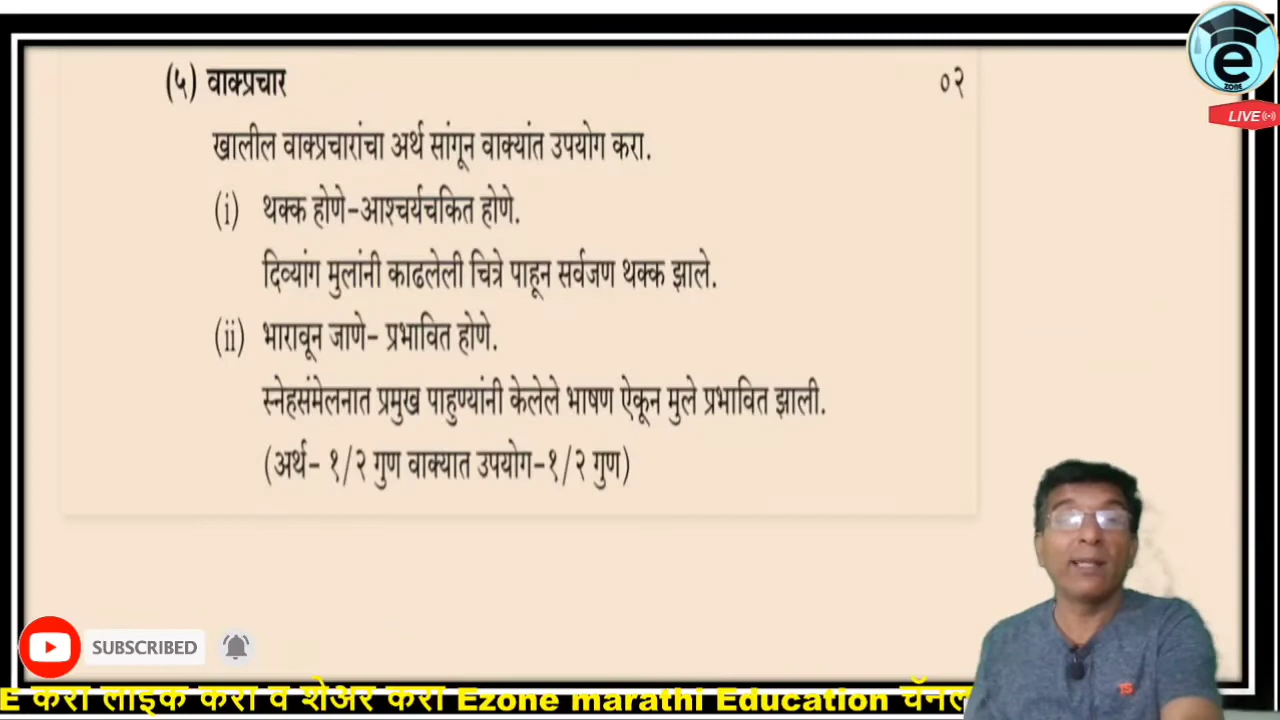 (५) वाक्प्रचार ०२
खालील वाक्प्रचारांचा अर्थ सांगून वाक्यांत उपयोग करा.
(i) थक्क होणे-आश्चर्यचकित होणे.
दिव्यांग मुलांनी काढलेली चित्रे पाहून सर्वजण थक्क झाले.
(ii) भारावून जाणे- प्रभावित होणे.
स्नेहसंमेलनात प्रमुख पाहुण्यांनी केलेले भाषण ऐकून मुले प्रभावित झाली.
(अर्थ- १/२ गुण वाक्यात उपयोग-१/२ गुण)
e
ZONE
LIVE
SUBSCRIBED
E करा लाइक करा व शेअर करा Ezone marathi Education चॅनल